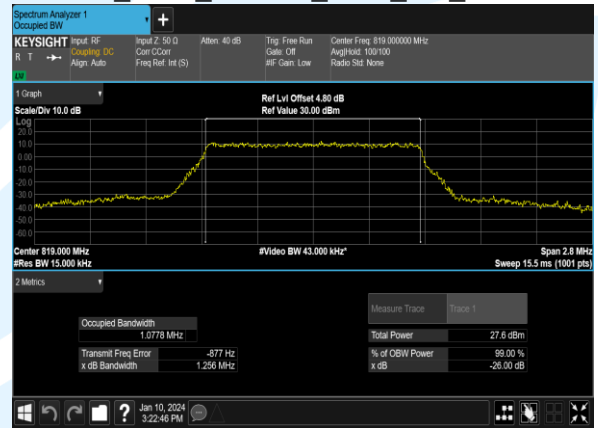 Spectrum Analyzer 1
Occupied BW
+
KEYSIGHT Input: RF Input Z: 50 Ω Atten: 40 dB Trig: Free Run Center Freq: 819.000000 MHz
R T Coupling: DC Corr CCorr Gate: Off Avg|Hold: 100/100
Align: Auto Freq Ref: Int (S) #IF Gain: Low Radio Std: None
1 Graph
Ref Lvl Offset 4.80 dB
Scale/Div 10.0 dB Ref Value 30.00 dBm
Log
20.0
10.0
0.00
-10.0
-20.0
-30.0
-40.0
-50.0
-60.0
Center 819.000 MHz #Video BW 43.000 kHz* Span 2.8 MHz
#Res BW 15.000 kHz Sweep 15.5 ms (1001 pts)
2 Metrics
Measure Trace Trace 1
Occupied Bandwidth
1.0778 MHz Total Power 27.6 dBm
Transmit Freq Error -877 Hz % of OBW Power 99.00 %
x dB Bandwidth 1.256 MHz x dB -26.00 dB
? Jan 10, 2024
3:22:46 PM